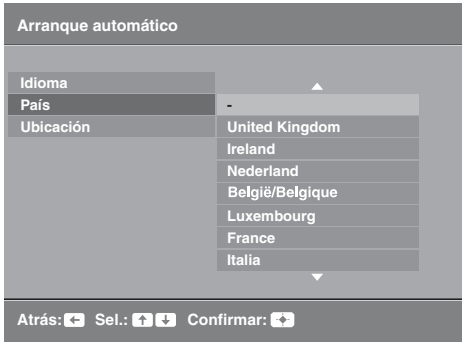 Arranque automático
Idioma
País
-
Ubicación
United Kingdom
Ireland
Nederland
België/Belgique
Luxembourg
France
Italia
Atrás: Sel.: Confirmar: